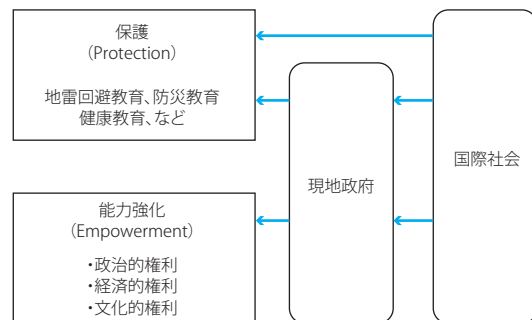 保護
（Protection）
地雷回避教育、防災教育
健康教育、など
能力強化
（Empowerment）
・政治的権利
・経済的権利
・文化的権利
現地政府
国際社会